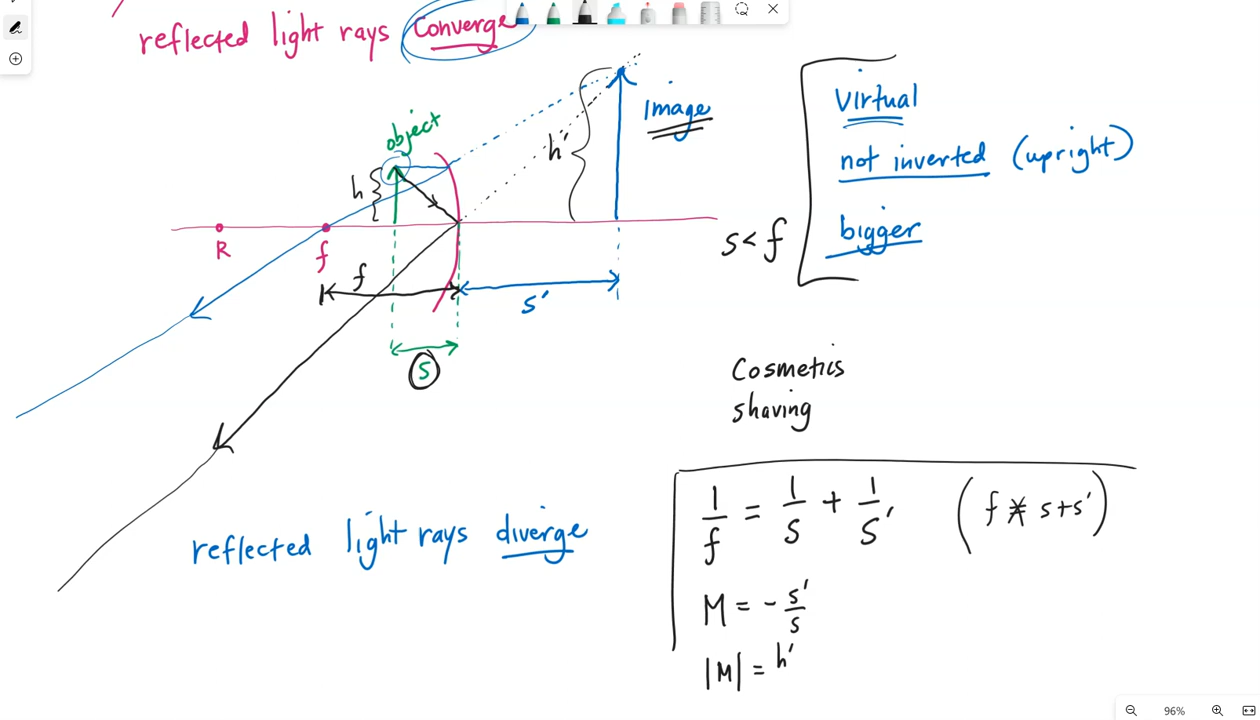 reflected light rays Converge
object
Image
h'
h
R
f
f
s'
s
s<f
Virtual
not inverted (upright)
bigger
Cosmetics
shaving
reflected light rays diverge
1/f = 1/s + 1/s' (f ≠ s+s')
M = - s'/s
|M| = h'
96%